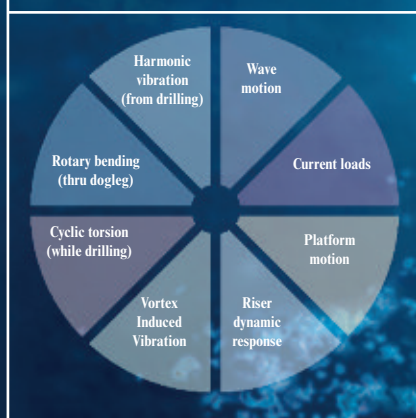 Harmonic
vibration
(from drilling)
Wave
motion
Current loads
Platform
motion
Riser
dynamic
response
Vortex
Induced
Vibration
Cyclic torsion
(while drilling)
Rotary bending
(thru dogleg)